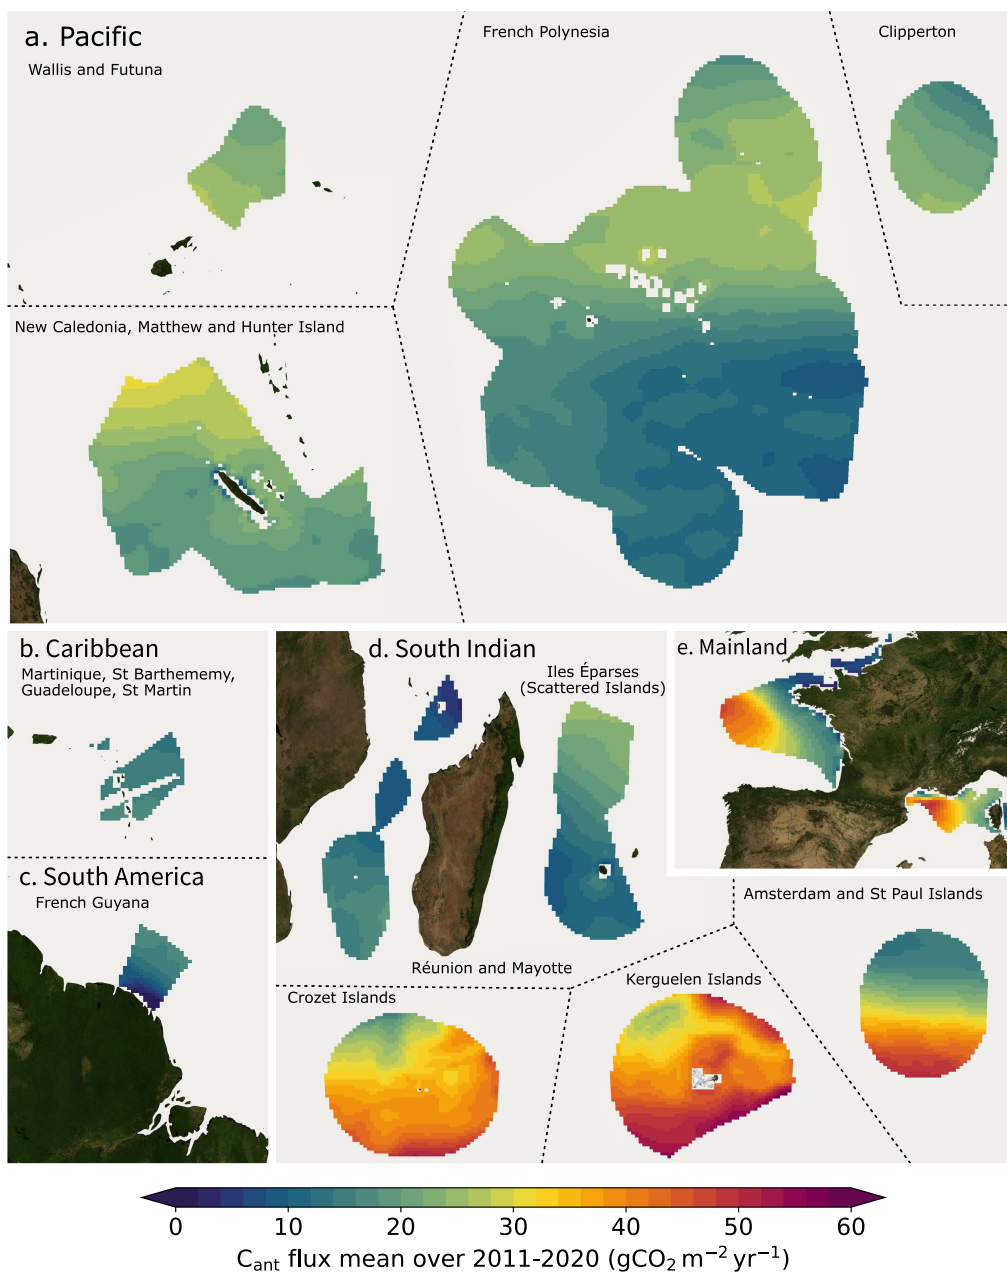 a. Pacific
Wallis and Futuna
French Polynesia
Clipperton
New Caledonia, Matthew and Hunter Island
b. Caribbean
Martinique, St Barthememy,
Guadeloupe, St Martin
c. South America
French Guyana
d. South Indian
Iles Éparses
(Scattered Islands)
Réunion and Mayotte
Crozet Islands
Kerguelen Islands
Amsterdam and St Paul Islands
e. Mainland
0 10 20 30 40 50 60
Cant flux mean over 2011-2020 (gCO2 m−2 yr−1)